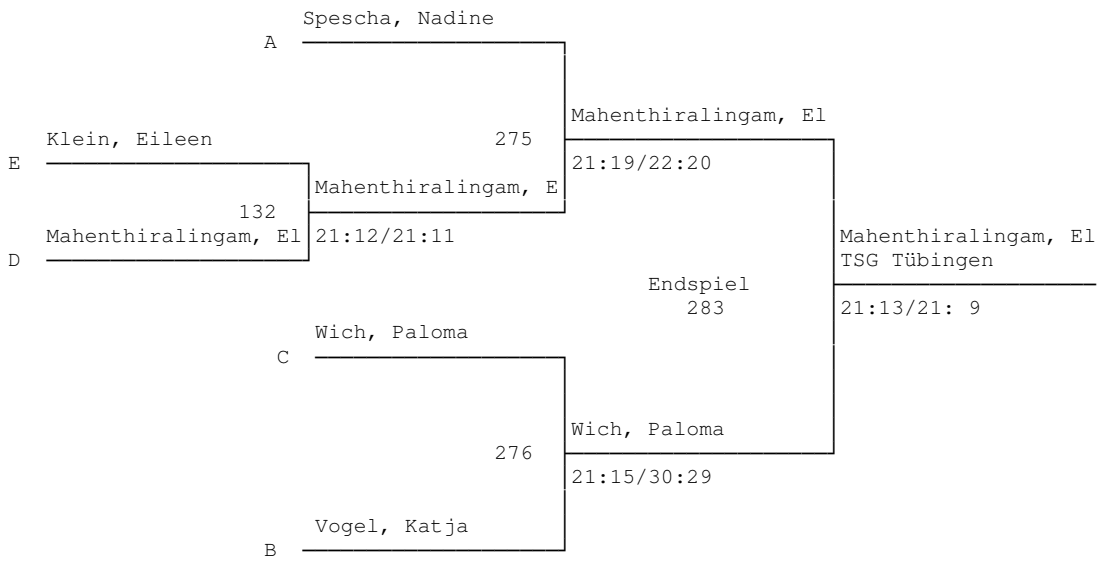 Spescha, Nadine
A
Mahenthiralingam, El
Klein, Eileen 275
E 21:19/22:20
Mahenthiralingam, E
132
Mahenthiralingam, El 21:12/21:11 Mahenthiralingam, El
D TSG Tübingen
Endspiel
283 21:13/21: 9
Wich, Paloma
C
Wich, Paloma
276
21:15/30:29
Vogel, Katja
B